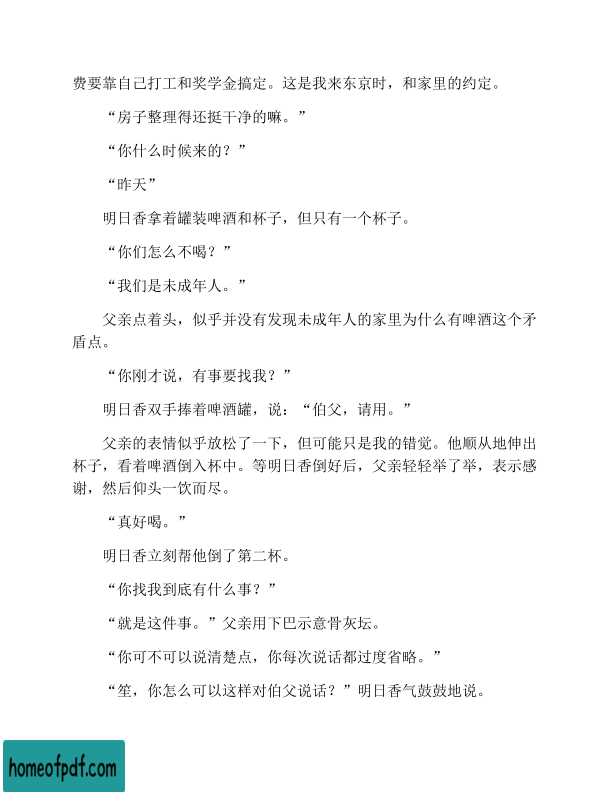 费要靠自己打工和奖学金搞定。这是我来东京时，和家里的约定。
“房子整理得还挺干净的嘛。”
“你什么时候来的？”
“昨天”
明日香拿着罐装啤酒和杯子，但只有一个杯子。
“你们怎么不喝？”
“我们是未成年人。”
父亲点着头，似乎并没有发现未成年人的家里为什么有啤酒这个矛
盾点。
“你刚才说，有事要找我？”
明日香双手捧着啤酒罐，说：“伯父，请用。”
父亲的表情似乎放松了一下，但可能只是我的错觉。他顺从地伸出
杯子，看着啤酒倒入杯中。等明日香倒好后，父亲轻轻举了举，表示感
谢，然后仰头一饮而尽。
“真好喝。”
明日香立刻帮他倒了第二杯。
“你找我到底有什么事？”
“就是这件事。”父亲用下巴示意骨灰坛。
“你可不可以说清楚点，你每次说话都过度省略。”
“笙，你怎么可以这样对伯父说话？”明日香气鼓鼓地说。
homeofpdf.com